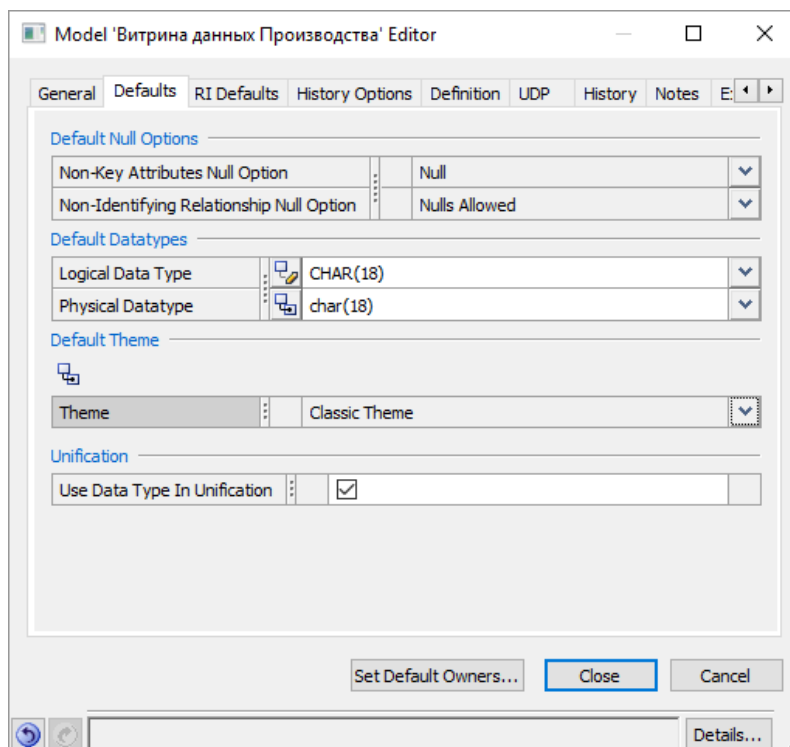 Model 'Витрина данных Производства' Editor
General Defaults RI Defaults History Options Definition UDP History Notes
Default Null Options
Non-Key Attributes Null Option Null
Non-Identifying Relationship Null Option Nulls Allowed
Default Datatypes
Logical Data Type CHAR(18)
Physical Datatype char(18)
Default Theme
Theme Classic Theme
Unification
Use Data Type In Unification
Set Default Owners... Close Cancel
Details...